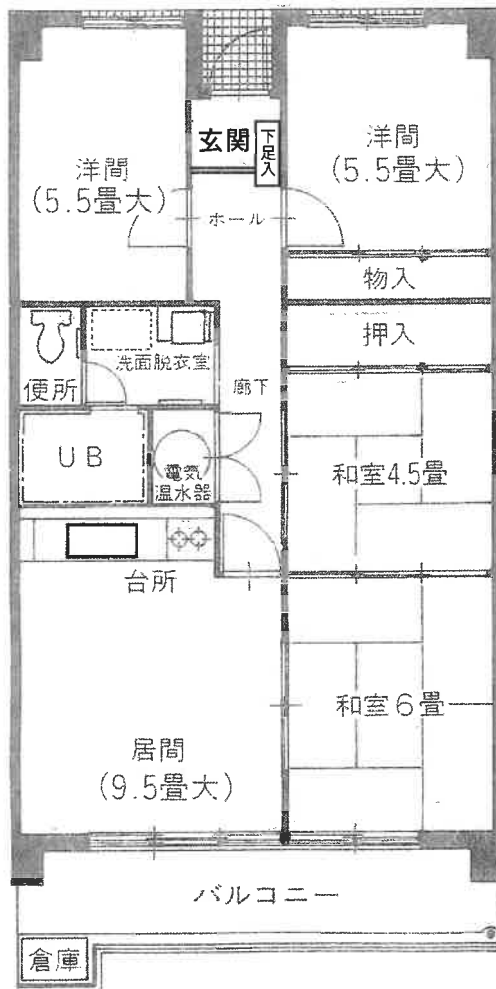 玄関
下足入
洋間
(5.5畳大)
洋間
(5.5畳大)
ホール
物入
押入
洗面脱衣室
便所
廊下
UB
電気
温水器
和室4.5畳
台所
和室6畳
居間
(9.5畳大)
バルコニー
倉庫